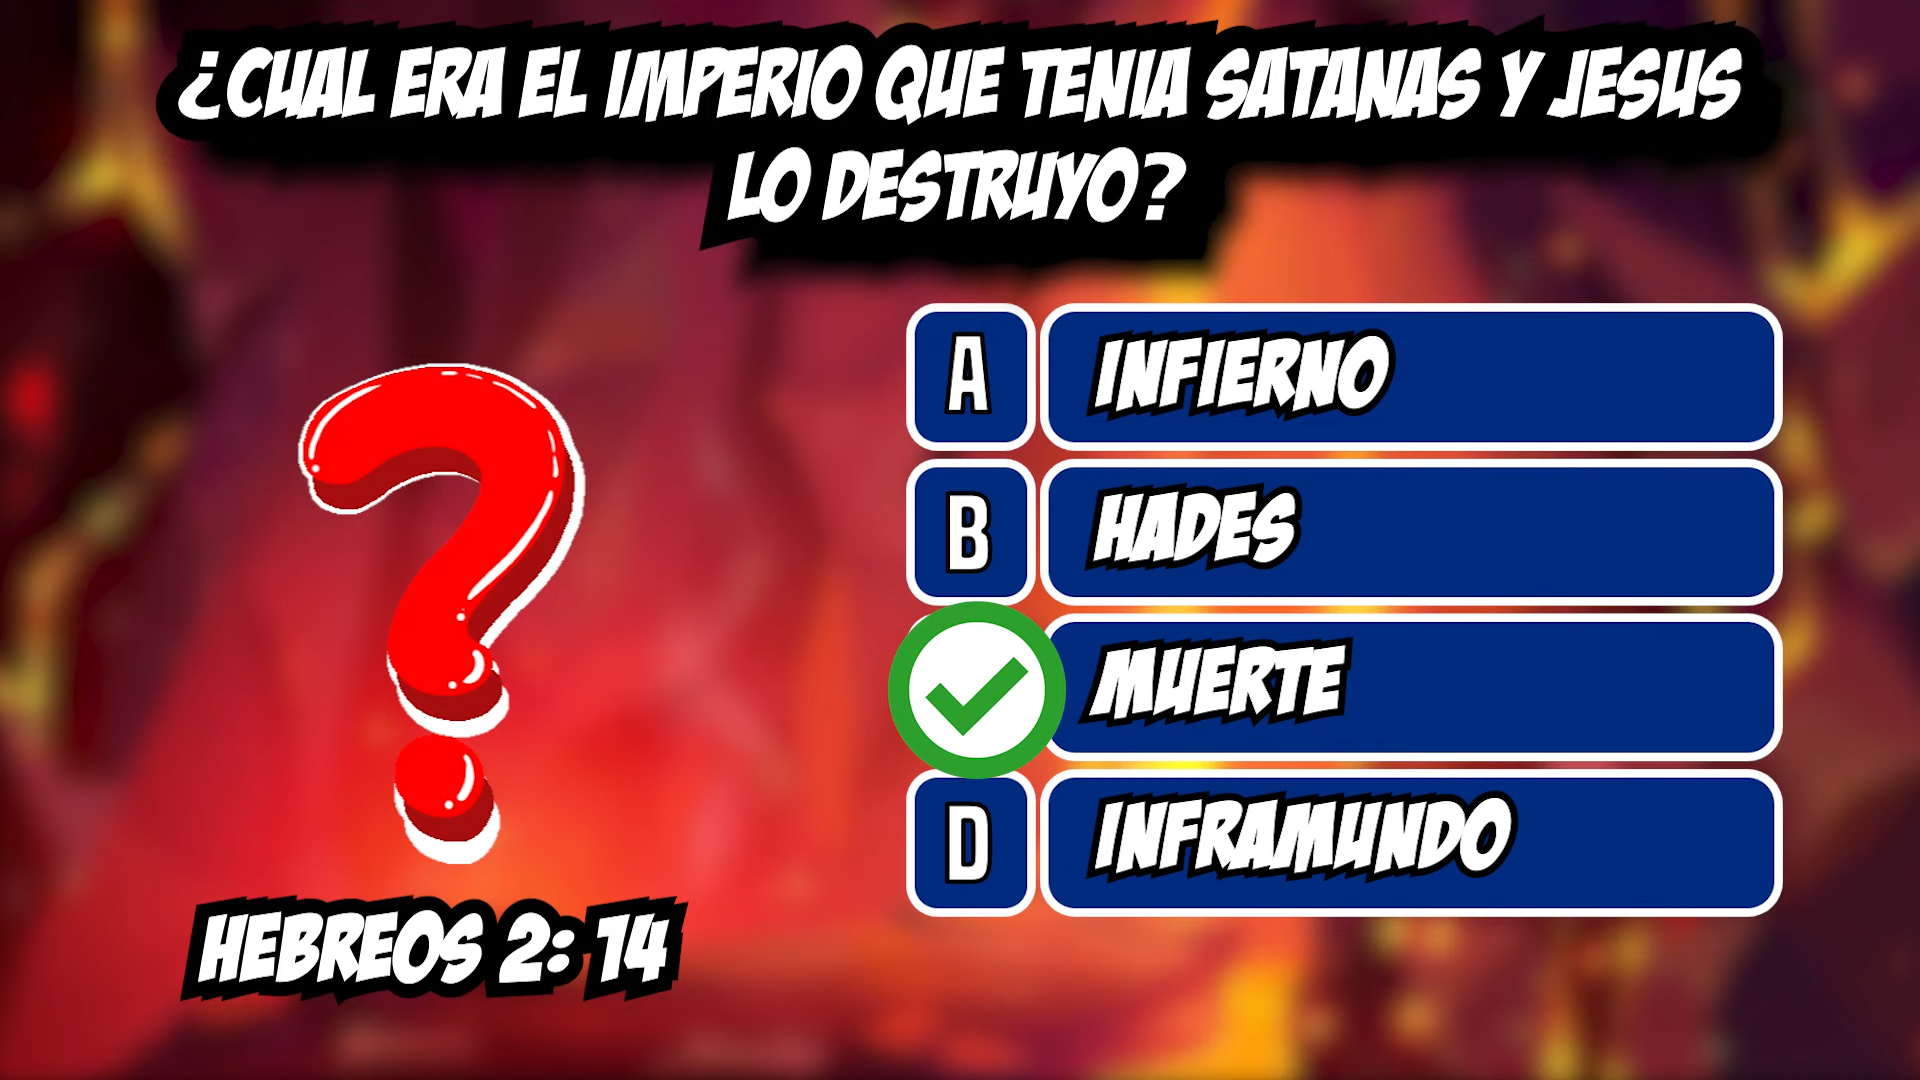 ¿CUAL ERA EL IMPERIO QUE TENIA SATANAS Y JESUS
LO DESTRUYO?
A INFIERNO
B HADES
MUERTE
D INFRAMUNDO
HEBREOS 2: 14